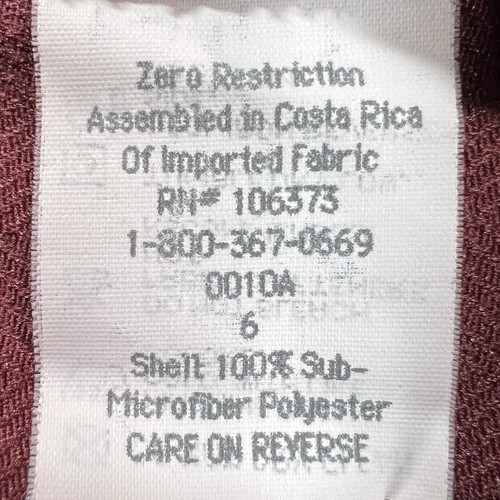 Zero Restriction
Assembled in Costa Rica
Of Imported Fabric
RN# 106373
1-800-367-0669
0010A
6
Shell 100% Sub-
Microfiber Polyester
CARE ON REVERSE